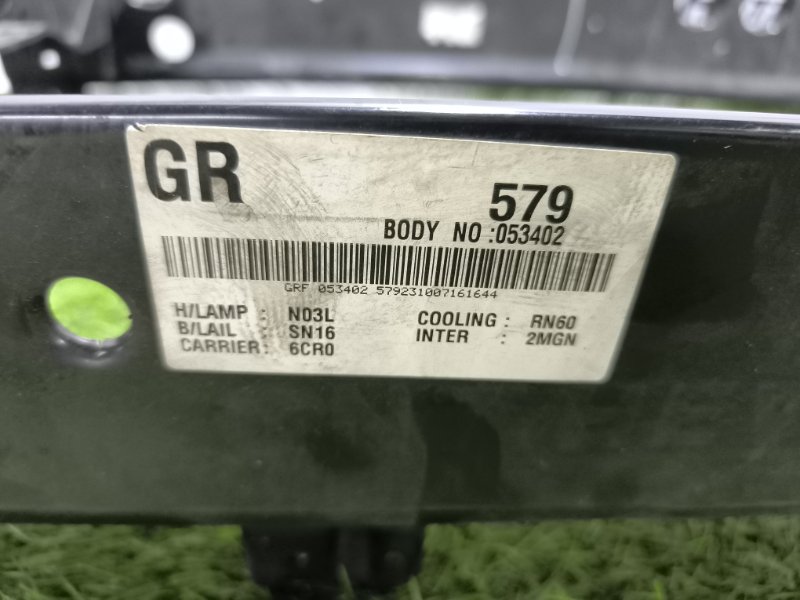 GR 579
BODY NO :053402
GRF 053402 579231007161644
H/LAMP : N03L COOLING : RN60
B/LAIL : SN16 INTER : 2MGN
CARRIER: 6CR0